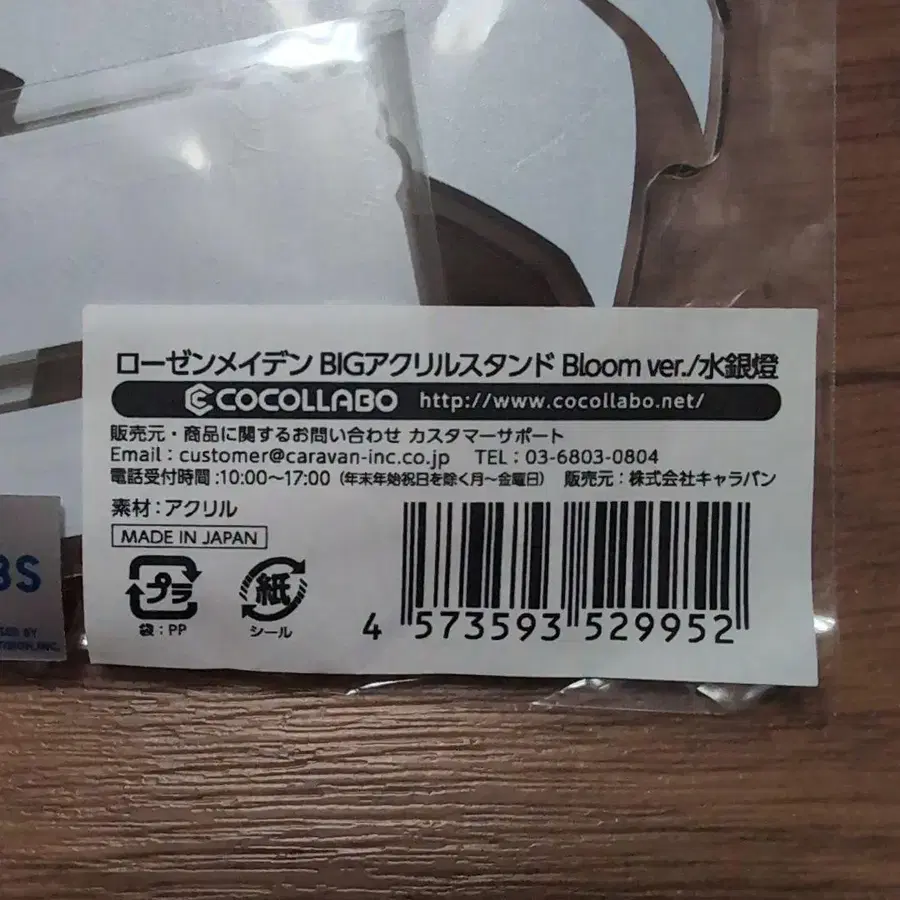 ローゼンメイデン BIGアクリルスタンド Bloom ver./水銀燈
COCOLLABO http://www.cocollabo.net/
販売元・商品に関するお問い合わせ カスタマーサポート
Email : customer@caravan-inc.co.jp TEL : 03-6803-0804
電話受付時間 :10:00～17:00（年末年始祝日を除く月～金曜日） 販売元 : 株式会社キャラバン
素材 : アクリル
MADE IN JAPAN
プラ 紙
袋 : PP シール
4 573593 529952
BS
BY